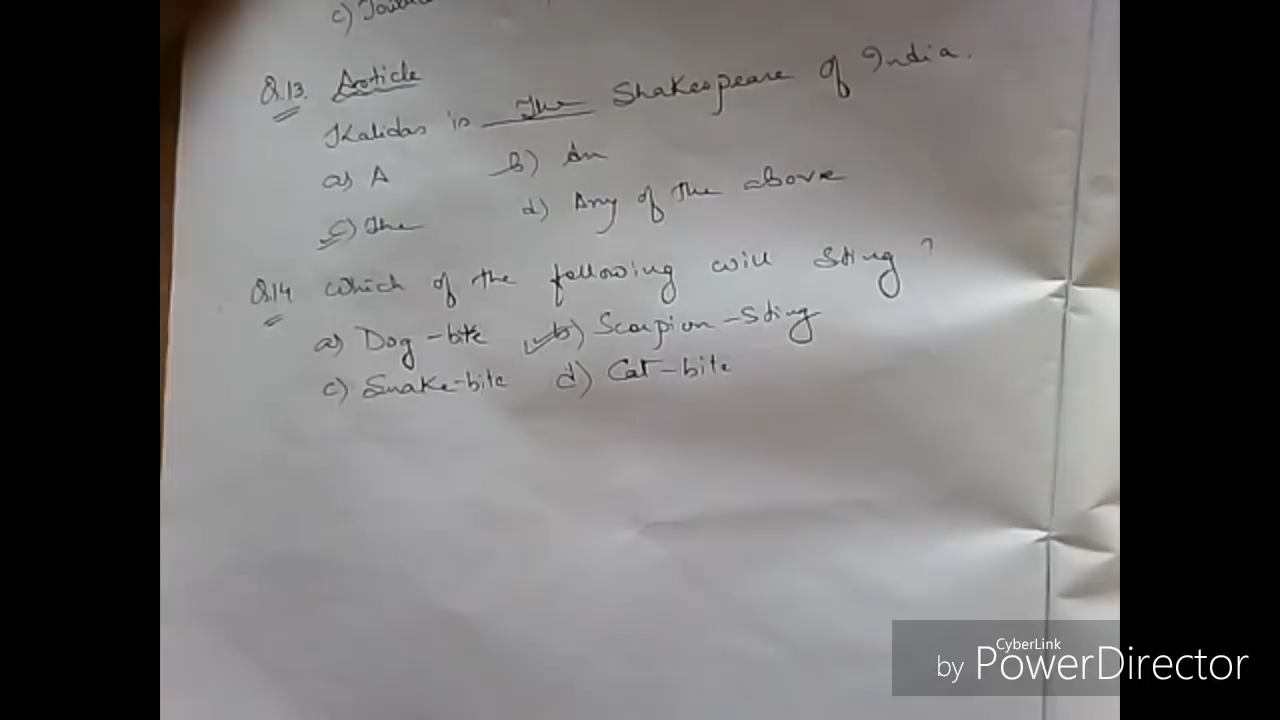 c)
Q.13. Article
Kalidas is The Shakespeare of India.
a) A b) An
c) The d) Any of the above
Q.14 Which of the following will Sting?
a) Dog-bite b) Scorpion-Sting
c) Snake-bite d) Cat-bite
CyberLink
by PowerDirector